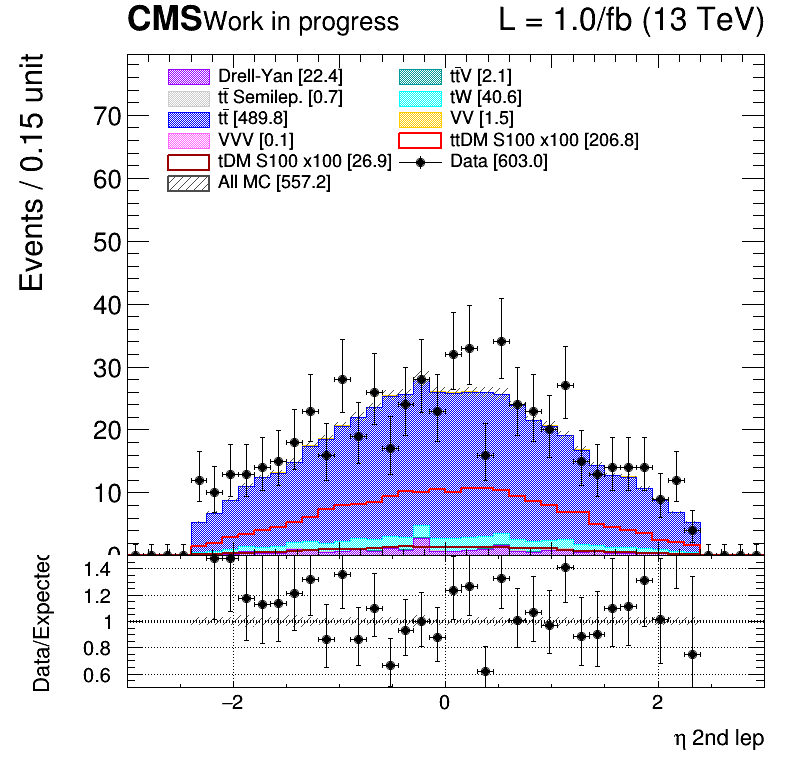 CMS Work in progress L = 1.0/fb (13 TeV)
Drell-Yan [22.4] tt̄V [2.1]
tt̄ Semilep. [0.7] tW [40.6]
tt̄ [489.8] VV [1.5]
VVV [0.1] ttDM S100 x100 [206.8]
tDM S100 x100 [26.9] Data [603.0]
All MC [557.2]
Events / 0.15 unit
70
60
50
40
30
20
10
0
Data/Expected
1.4
1.2
1
0.8
0.6
−2 0 2
η 2nd lep